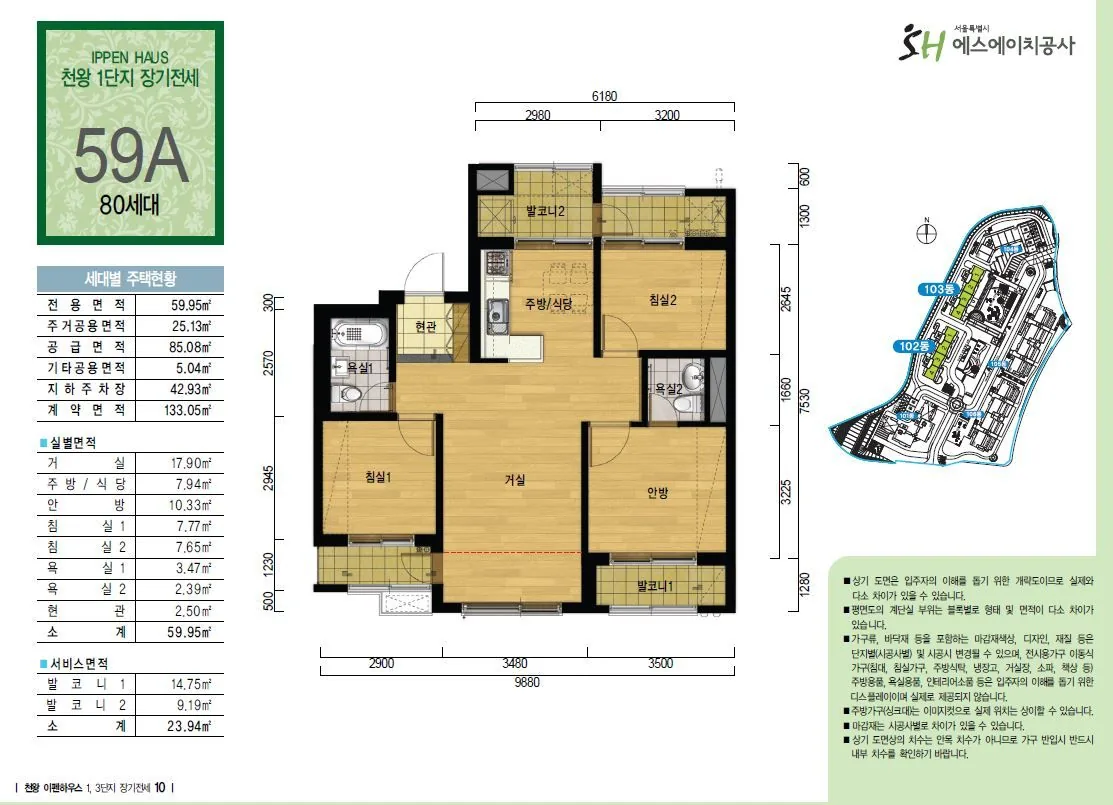 IPPEN HAUS
천왕 1단지 장기전세
59A
80세대
서울특별시
SH 에스에이치공사
세대별 주택현황
전용면적 59.95㎡
주거공용면적 25.13㎡
공급면적 85.08㎡
기타공용면적 5.04㎡
지하주차장 42.93㎡
계약면적 133.05㎡
실별면적
거실 17.90㎡
주방/식당 7.94㎡
안방 10.33㎡
침실1 7.77㎡
침실2 7.65㎡
욕실1 3.47㎡
욕실2 2.39㎡
현관 2.50㎡
소계 59.95㎡
서비스면적
발코니1 14.75㎡
발코니2 9.19㎡
소계 23.94㎡
6180
2980
3200
600
1300
2645
1660
7530
3225
1280
300
2570
2945
1230
500
2900
3480
3500
9880
발코니2
주방/식당
침실2
현관
욕실1
욕실2
침실1
거실
안방
발코니1
N
104동
103동
102동
105동
101동
106동
■ 상기 도면은 입주자의 이해를 돕기 위한 개략도이므로 실제와
다소 차이가 있을 수 있습니다.
■ 평면도의 계단실 부위는 블록별로 형태 및 면적이 다소 차이가
있습니다.
■ 가구류, 바닥재 등을 포함하는 마감재색상, 디자인, 재질 등은
단지별(시공사별) 및 시공시 변경될 수 있으며, 전시용가구 이동식
가구(침대, 침실가구, 주방식탁, 냉장고, 거실장, 소파, 책상 등)
주방용품, 욕실용품, 인테리어소품 등은 입주자의 이해를 돕기 위한
디스플레이이며 실제로 제공되지 않습니다.
■ 주방가구(싱크대)는 이미지컷으로 실제 위치는 상이할 수 있습니다.
■ 마감재는 시공사별로 차이가 있을 수 있습니다.
■ 상기 도면상의 치수는 안목 치수가 아니므로 가구 반입시 반드시
내부 치수를 확인하기 바랍니다.
| 천왕 이펜하우스 1, 3단지 장기전세 10 |